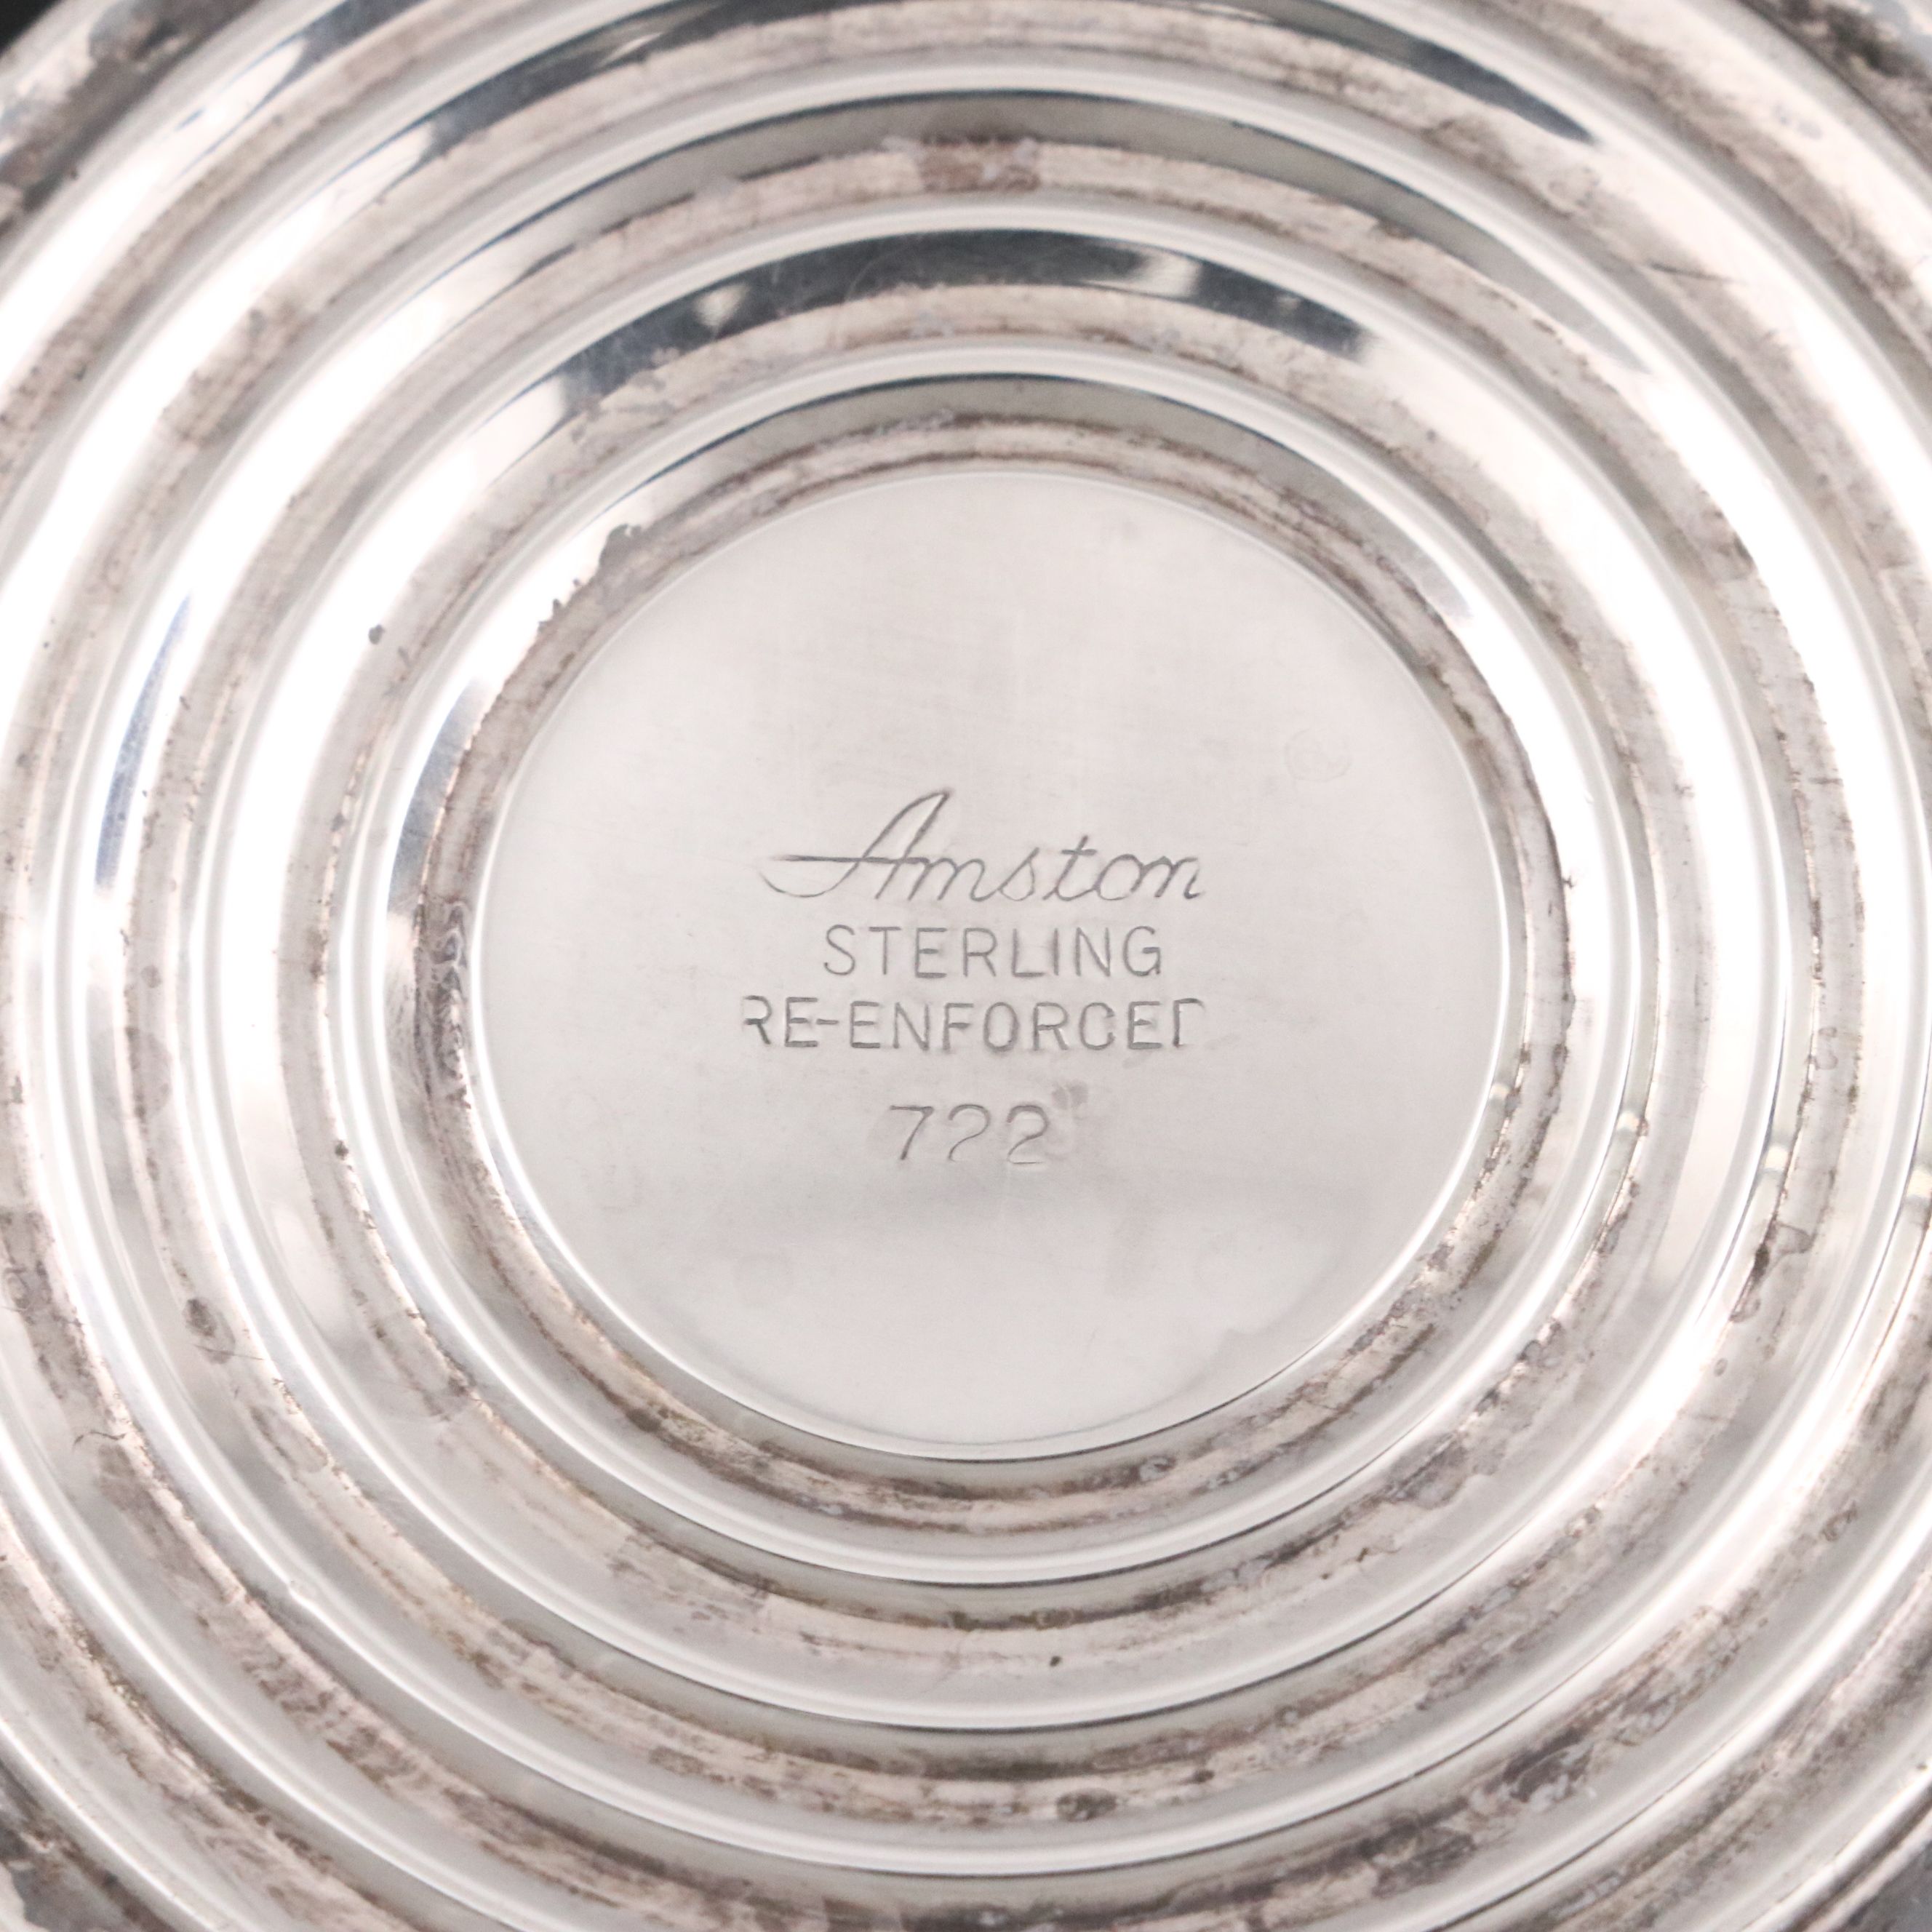 Amston
STERLING
RE-ENFORCED
722